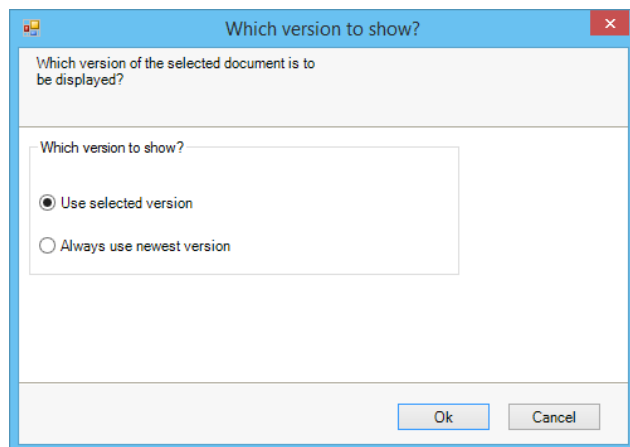 Which version to show?
Which version of the selected document is to
be displayed?
Which version to show?
Use selected version
Always use newest version
Ok
Cancel